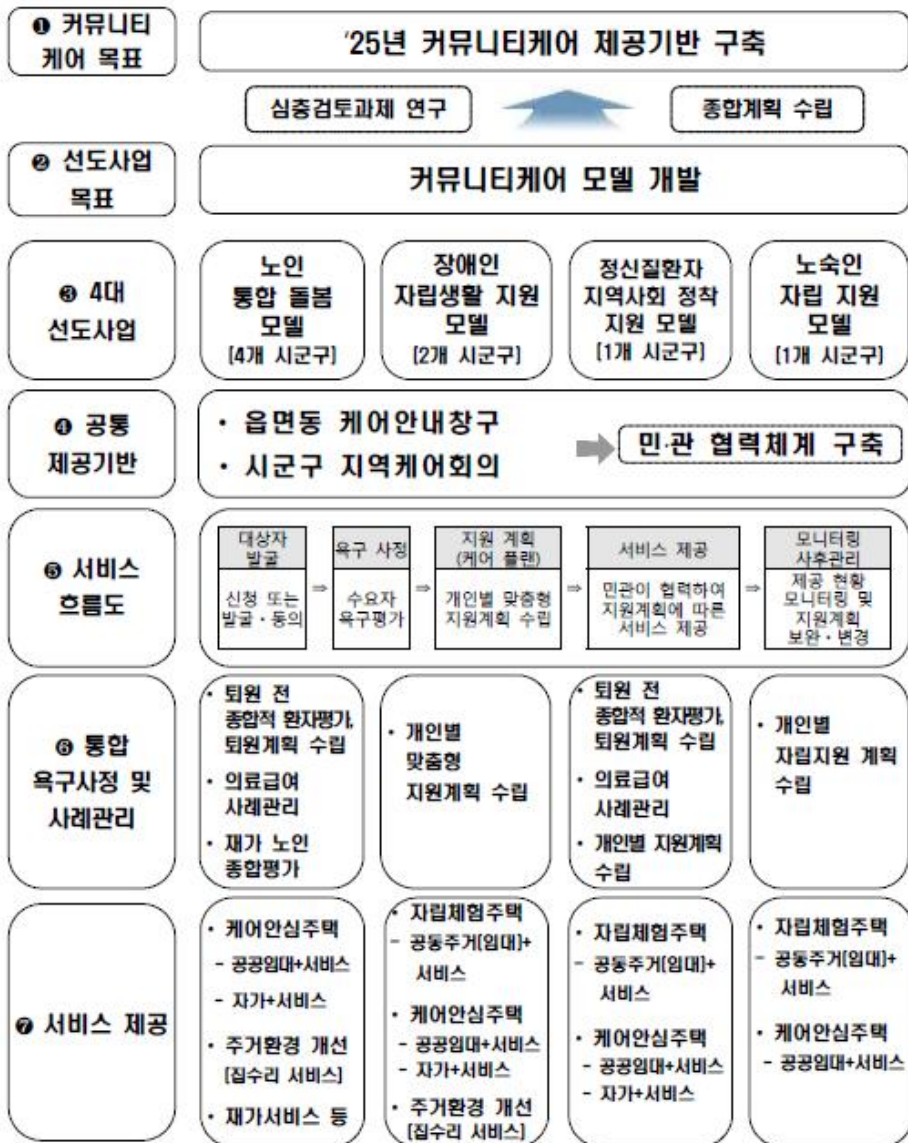 ❶ 커뮤니티
케어 목표
'25년 커뮤니티케어 제공기반 구축
심층검토과제 연구
종합계획 수립
❷ 선도사업
목표
커뮤니티케어 모델 개발
❸ 4대
선도사업
노인
통합 돌봄
모델
[4개 시군구]
장애인
자립생활 지원
모델
[2개 시군구]
정신질환자
지역사회 정착
지원 모델
[1개 시군구]
노숙인
자립 지원
모델
[1개 시군구]
❹ 공통
제공기반
• 읍면동 케어안내창구
• 시군구 지역케어회의
민·관 협력체계 구축
❺ 서비스
흐름도
대상자
발굴
신청 또는
발굴·동의
⇒
욕구 사정
수요자
욕구평가
⇒
지원 계획
(케어 플랜)
개인별 맞춤형
지원계획 수립
⇒
서비스 제공
민관이 협력하여
지원계획에 따른
서비스 제공
⇒
모니터링
사후관리
제공 현황
모니터링 및
지원계획
보완·변경
❻ 통합
욕구사정 및
사례관리
• 퇴원 전
종합적 환자평가,
퇴원계획 수립
• 의료급여
사례관리
• 재가 노인
종합평가
• 개인별
맞춤형
지원계획 수립
• 퇴원 전
종합적 환자평가,
퇴원계획 수립
• 의료급여
사례관리
• 개인별 지원계획
수립
• 개인별
자립지원 계획
수립
❼ 서비스 제공
• 케어안심주택
- 공공임대+서비스
- 자가+서비스
• 주거환경 개선
[집수리 서비스]
• 재가서비스 등
• 자립체험주택
- 공동주거[임대]+
서비스
• 케어안심주택
- 공공임대+서비스
- 자가+서비스
• 주거환경 개선
[집수리 서비스]
• 자립체험주택
- 공동주거[임대]+
서비스
• 케어안심주택
- 공공임대+서비스
- 자가+서비스
• 자립체험주택
- 공동주거[임대]+
서비스
• 케어안심주택
- 공공임대+서비스